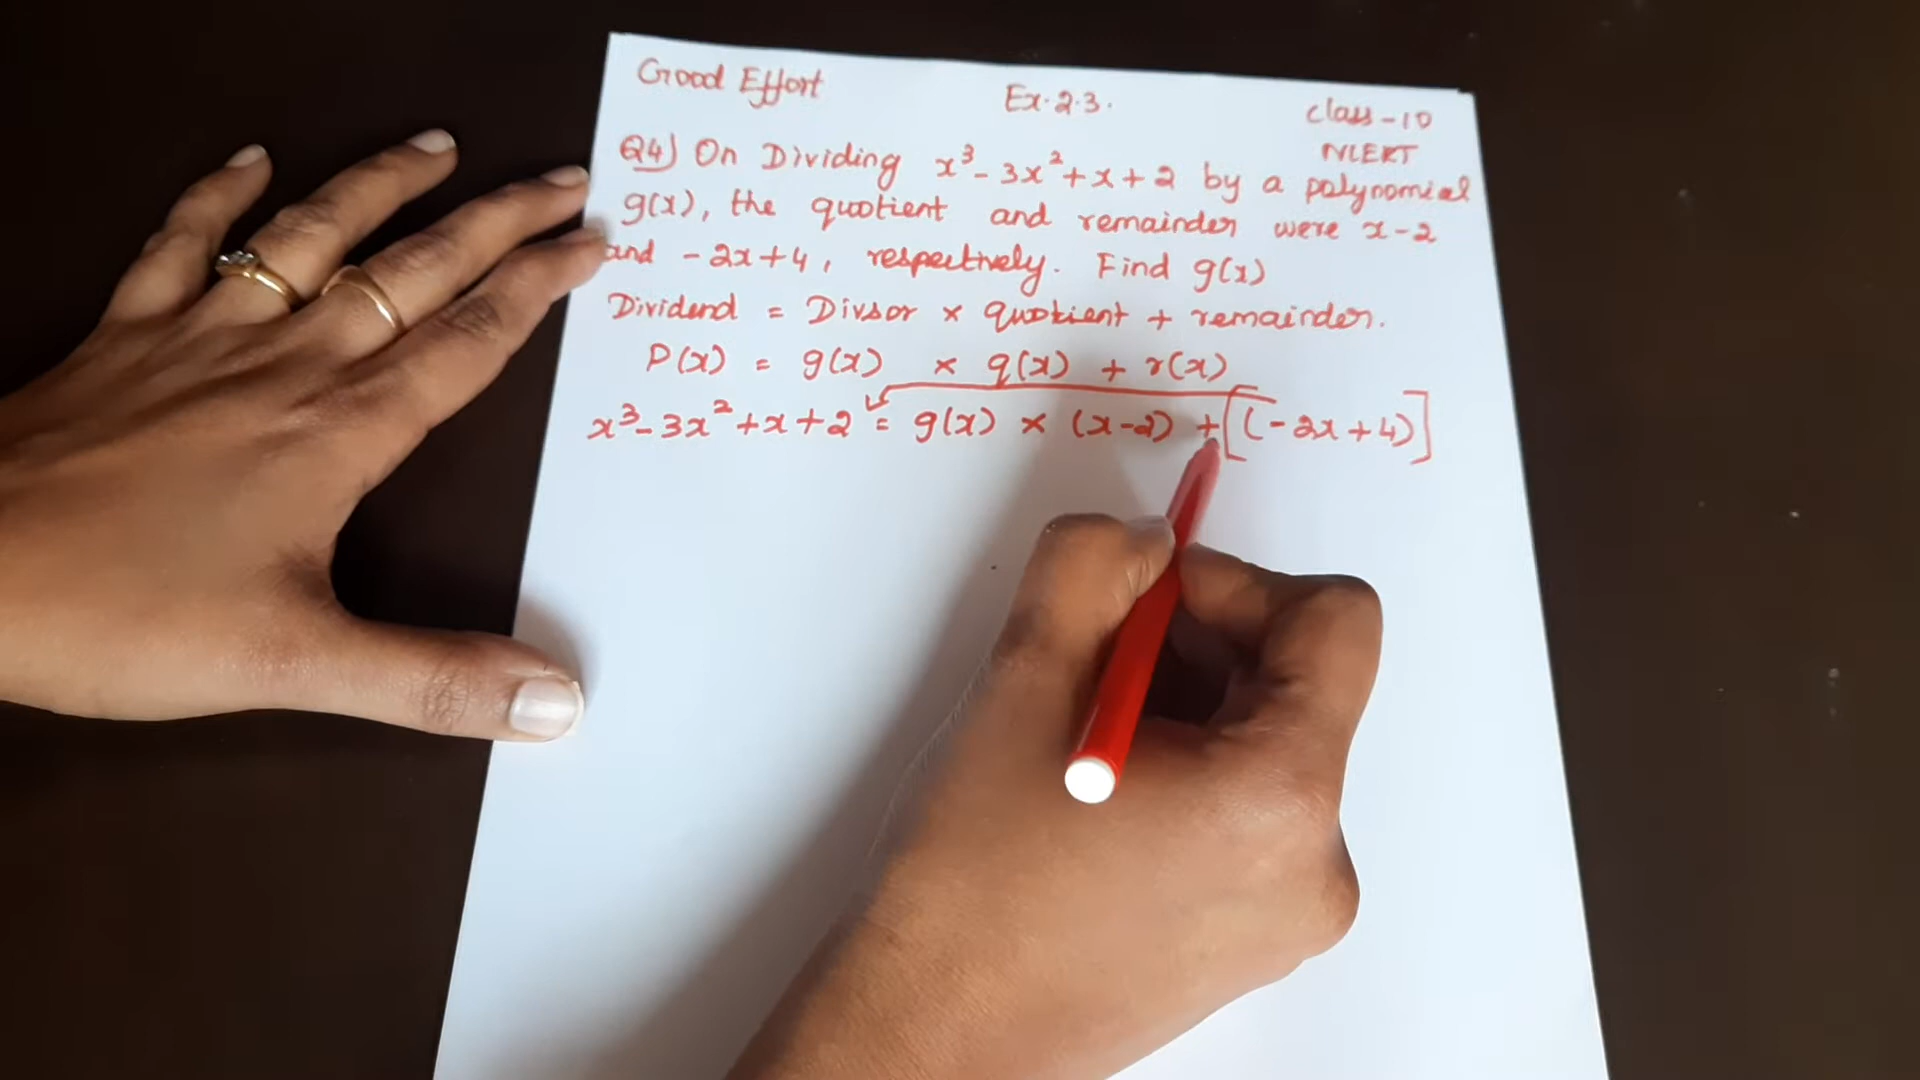 Good Effort Ex.2.3. Class-10
NCERT
Q4) On Dividing x³- 3x²+x+2 by a polynomial
g(x), the quotient and remainder were x-2
and -2x+4, respectively. Find g(x)
Dividend = Divsor × quotient + remainder.
P(x) = g(x) × q(x) + r(x)
x³-3x²+x+2 = g(x) × (x-2) +[(-2x+4)]